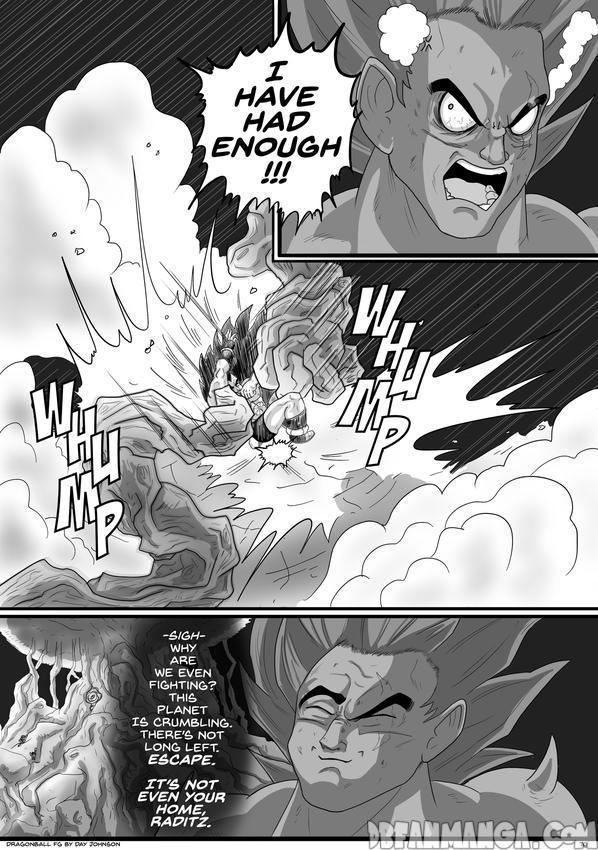 I
HAVE
HAD
ENOUGH
!!!
WHUMP
WHUMP
-SIGH-
WHY
ARE
WE EVEN
FIGHTING?
THIS
PLANET
IS CRUMBLING.
THERE'S NOT
LONG LEFT.
ESCAPE.
IT'S NOT
EVEN YOUR
HOME,
RADITZ.
DRAGONBALL FG BY DAY JOHNSON
DBFANMANGA.COM